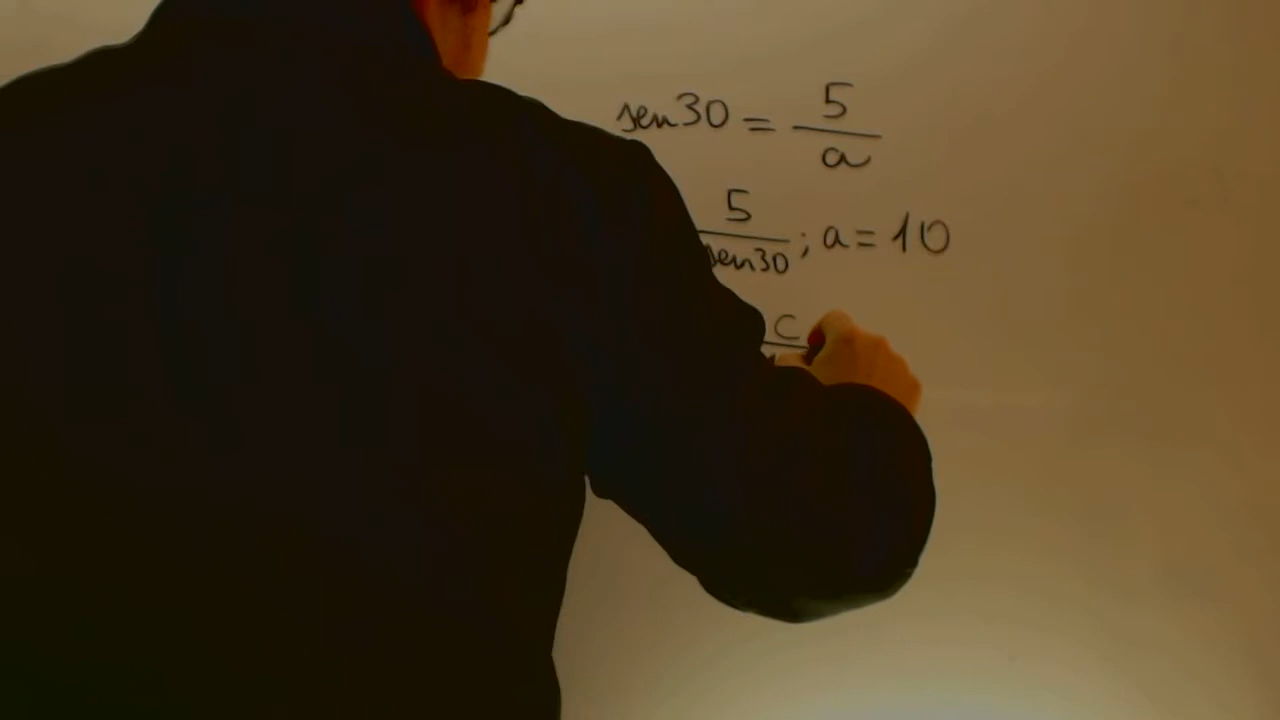 sen30 = 5/a
5/sen30 ; a = 10
c